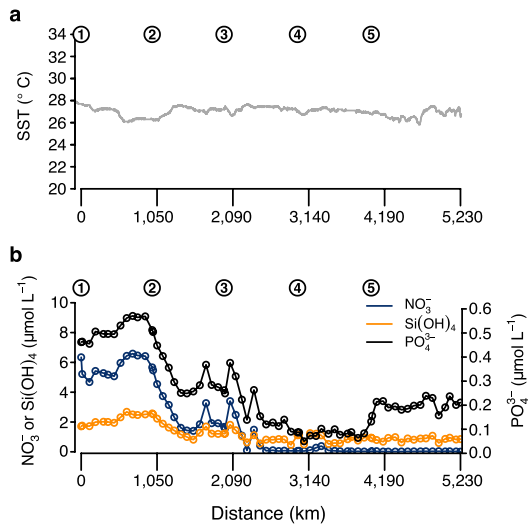 a
34
32
30
28
26
24
22
20
SST (° C)
① ② ③ ④ ⑤
0 1,050 2,090 3,140 4,190 5,230
b
① ② ③ ④ ⑤
10
8
6
4
2
0
NO₃⁻ or Si(OH)₄ (μmol L⁻¹)
NO₃⁻
Si(OH)₄
PO₄³⁻
0.6
0.5
0.4
0.3
0.2
0.1
0.0
PO₄³⁻ (μmol L⁻¹)
0 1,050 2,090 3,140 4,190 5,230
Distance (km)